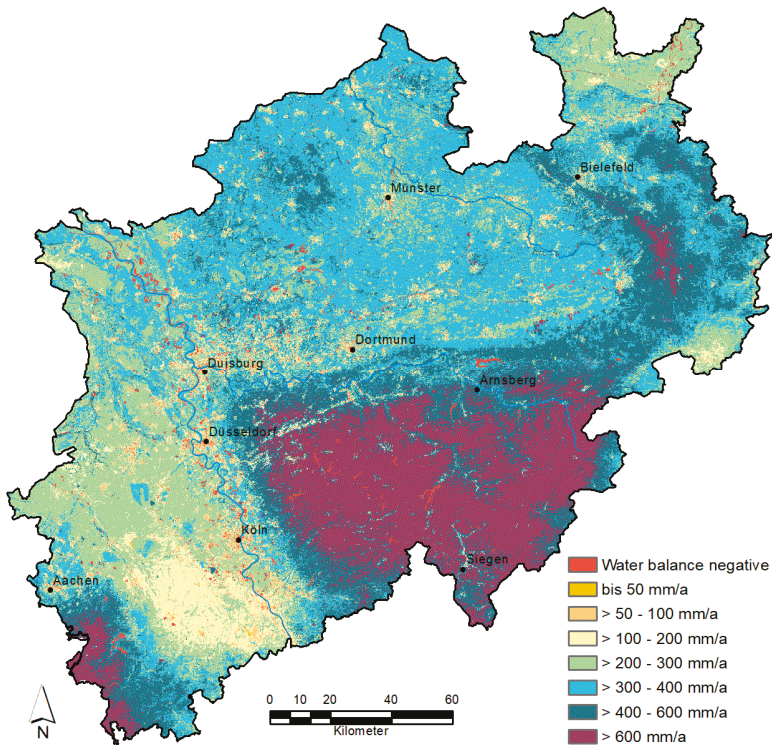 Bielefeld
Münster
Dortmund
Duisburg
Arnsberg
Düsseldorf
Köln
Siegen
Aachen
Water balance negative
bis 50 mm/a
> 50 - 100 mm/a
> 100 - 200 mm/a
> 200 - 300 mm/a
> 300 - 400 mm/a
> 400 - 600 mm/a
> 600 mm/a
0 10 20 40 60
Kilometer
N